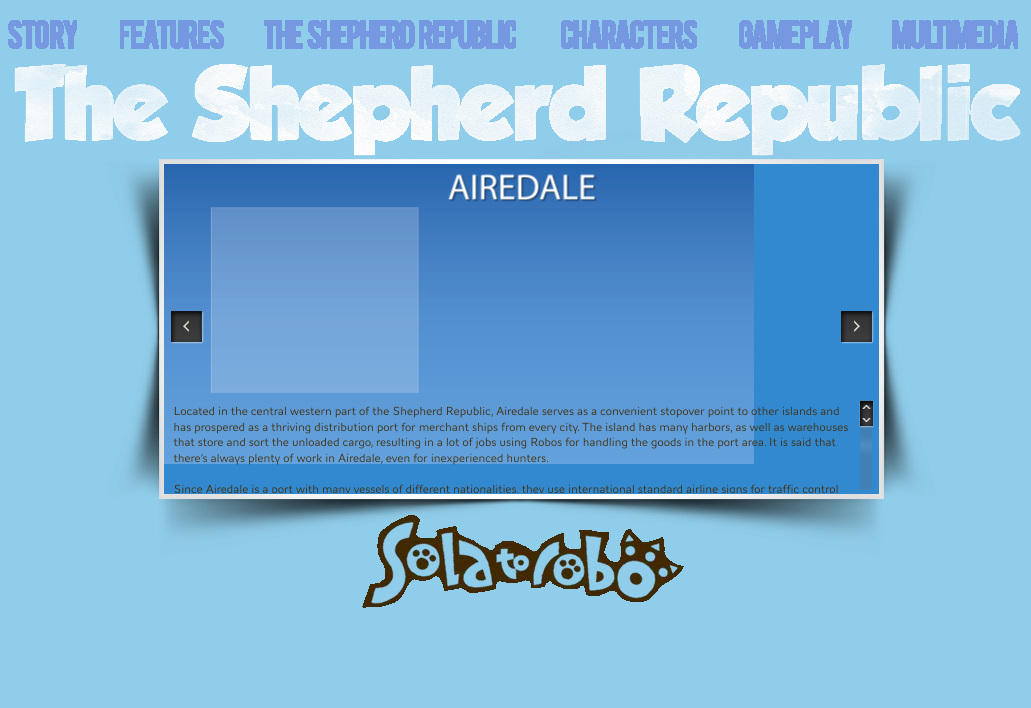 STORY FEATURES THE SHEPHERD REPUBLIC CHARACTERS GAMEPLAY MULTIMEDIA
The Shepherd Republic
AIREDALE
Located in the central western part of the Shepherd Republic, Airedale serves as a convenient stopover point to other islands and
has prospered as a thriving distribution port for merchant ships from every city. The island has many harbors, as well as warehouses
that store and sort the unloaded cargo, resulting in a lot of jobs using Robos for handling the goods in the port area. It is said that
there's always plenty of work in Airedale, even for inexperienced hunters.
Since Airedale is a port with many vessels of different nationalities, they use international standard airline signs for traffic control
Solatorobo